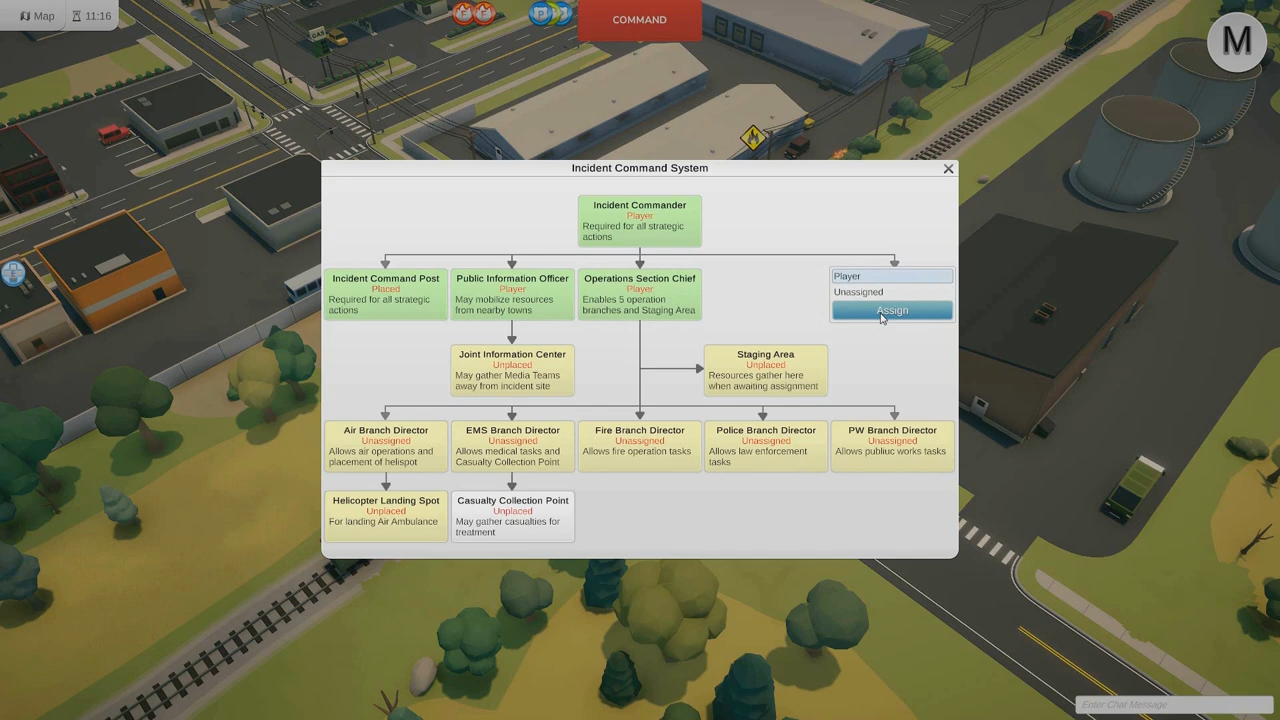 Map
11:16
F
F
P
COMMAND
M
GAS
Incident Command System
Incident Commander
Player
Required for all strategic
actions
Incident Command Post
Placed
Required for all strategic
actions
Public Information Officer
Player
May mobilize resources
from nearby towns
Operations Section Chief
Player
Enables 5 operation
branches and Staging Area
Player
Unassigned
Assign
Joint Information Center
Unplaced
May gather Media Teams
away from incident site
Staging Area
Unplaced
Resources gather here
when awaiting assignment
Air Branch Director
Unassigned
Allows air operations and
placement of helispot
EMS Branch Director
Unassigned
Allows medical tasks and
Casualty Collection Point
Fire Branch Director
Unassigned
Allows fire operation tasks
Police Branch Director
Unassigned
Allows law enforcement
tasks
PW Branch Director
Unassigned
Allows publiuc works tasks
Helicopter Landing Spot
Unplaced
For landing Air Ambulance
Casualty Collection Point
Unplaced
May gather casualties for
treatment
Enter Chat Message